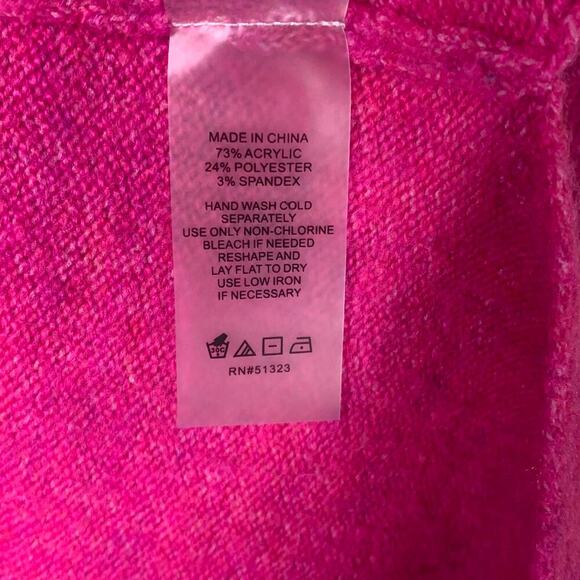 MADE IN CHINA
73% ACRYLIC
24% POLYESTER
3% SPANDEX
HAND WASH COLD
SEPARATELY
USE ONLY NON-CHLORINE
BLEACH IF NEEDED
RESHAPE AND
LAY FLAT TO DRY
USE LOW IRON
IF NECESSARY
30C
RN#51323